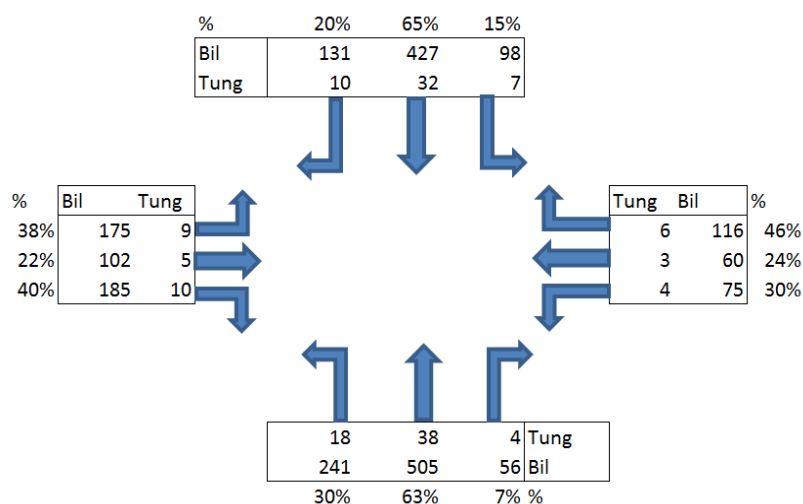 % 20% 65% 15%
Bil 131 427 98
Tung 10 32 7
% Bil Tung
38% 175 9
22% 102 5
40% 185 10
Tung Bil %
6 116 46%
3 60 24%
4 75 30%
18 38 4 Tung
241 505 56 Bil
30% 63% 7% %